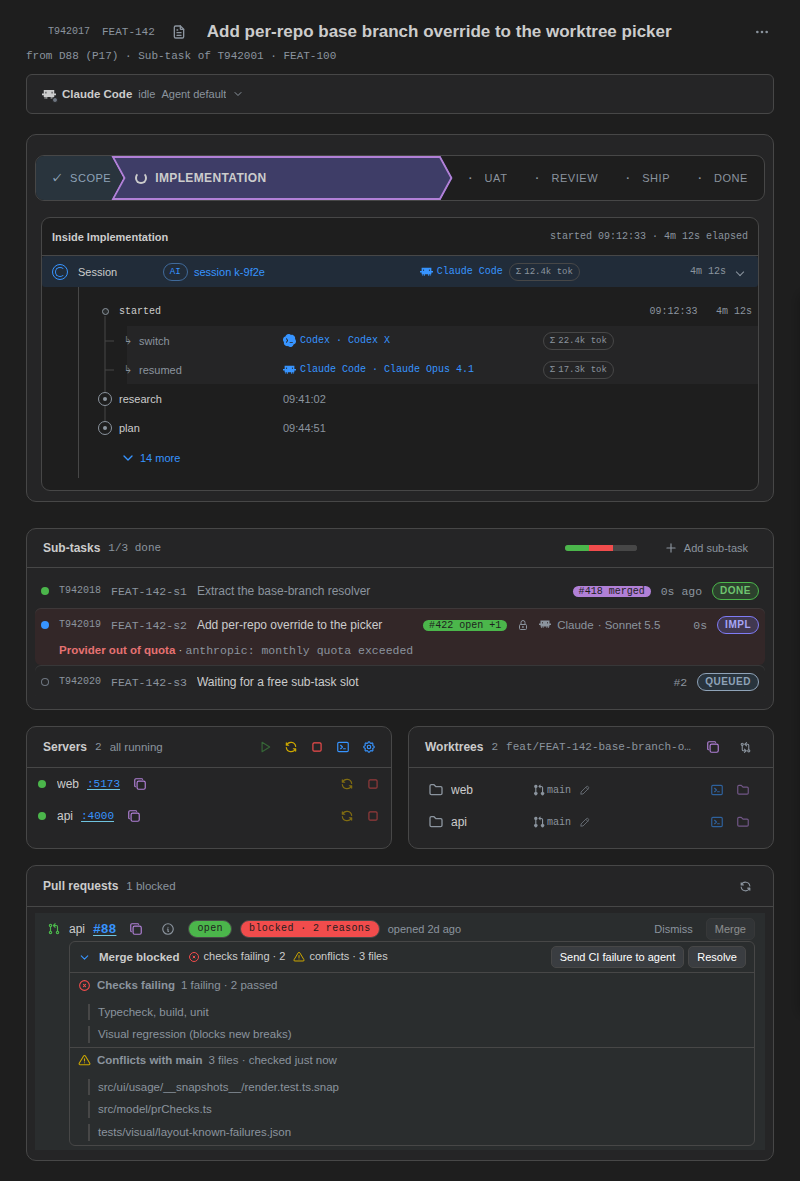 T942017 FEAT-142 Add per-repo base branch override to the worktree picker
from D88 (P17) · Sub-task of T942001 · FEAT-100
Claude Code idle Agent default
SCOPE IMPLEMENTATION · UAT · REVIEW · SHIP · DONE
Inside Implementation started 09:12:33 · 4m 12s elapsed
Session AI session k-9f2e Claude Code Σ 12.4k tok 4m 12s
started 09:12:33 4m 12s
↳ switch Codex · Codex X Σ 22.4k tok
↳ resumed Claude Code · Claude Opus 4.1 Σ 17.3k tok
research 09:41:02
plan 09:44:51
14 more
Sub-tasks 1/3 done Add sub-task
T942018 FEAT-142-s1 Extract the base-branch resolver #418 merged 0s ago DONE
T942019 FEAT-142-s2 Add per-repo override to the picker #422 open +1 Claude · Sonnet 5.5 0s IMPL
Provider out of quota · anthropic: monthly quota exceeded
T942020 FEAT-142-s3 Waiting for a free sub-task slot #2 QUEUED
Servers 2 all running
web :5173
api :4000
Worktrees 2 feat/FEAT-142-base-branch-o…
web main
api main
Pull requests 1 blocked
api #88 open blocked · 2 reasons opened 2d ago Dismiss Merge
Merge blocked checks failing · 2 conflicts · 3 files Send CI failure to agent Resolve
Checks failing 1 failing · 2 passed
Typecheck, build, unit
Visual regression (blocks new breaks)
Conflicts with main 3 files · checked just now
src/ui/usage/__snapshots__/render.test.ts.snap
src/model/prChecks.ts
tests/visual/layout-known-failures.json